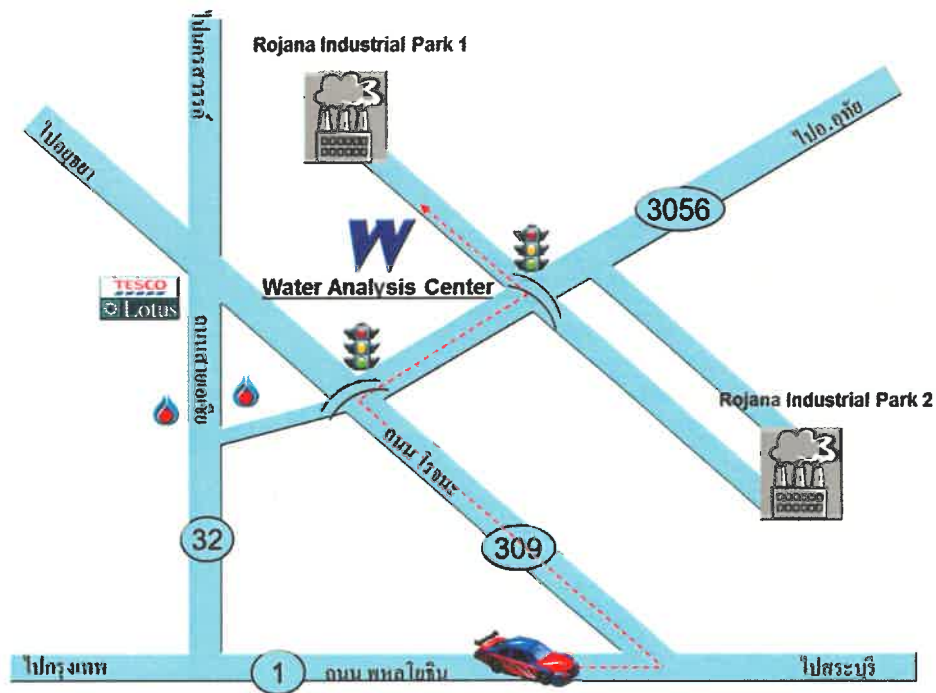 ไปนครสวรรค์
Rojana Industrial Park 1
ไปอยุธยา
ไปอ.อุทัย
3056
W
Water Analysis Center
TESCO
Lotus
ถนนสายเอเซีย
Rojana Industrial Park 2
ถนน โรจนะ
32
309
ไปกรุงเทพ
1
ถนน พหลโยธิน
ไปสระบุรี